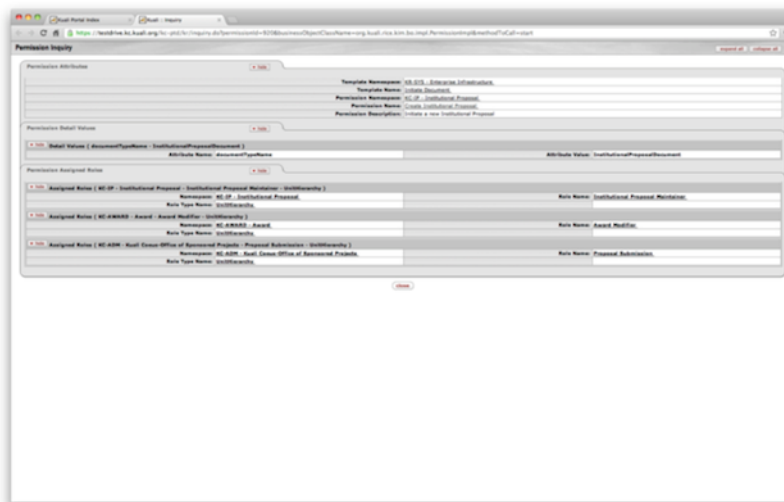 Kuali Portal Index
Kuali :: Inquiry
Permission Inquiry
expand all
collapse all
Permission Attributes
hide
Template Namespace: KR-SYS - Enterprise Infrastructure
Template Name: Initiate Document
Permission Namespace: KC-IP - Institutional Proposal
Permission Name: Create Institutional Proposal
Permission Description: Initiate a new Institutional Proposal
Permission Detail Values
hide
hide Detail Values ( documentTypeName - InstitutionalProposalDocument )
Attribute Name: documentTypeName Attribute Value: InstitutionalProposalDocument
Permission Assigned Roles
hide
hide Assigned Roles ( KC-IP - Institutional Proposal - Institutional Proposal Maintainer - UnitHierarchy )
Namespace: KC-IP - Institutional Proposal Role Name: Institutional Proposal Maintainer
Role Type Name: UnitHierarchy
hide Assigned Roles ( KC-AWARD - Award - Award Modifier - UnitHierarchy )
Namespace: KC-AWARD - Award Role Name: Award Modifier
Role Type Name: UnitHierarchy
hide Assigned Roles ( KC-ADM - Kuali Coeus-Office of Sponsored Projects - Proposal Submission - UnitHierarchy )
Namespace: KC-ADM - Kuali Coeus-Office of Sponsored Projects Role Name: Proposal Submission
Role Type Name: UnitHierarchy
close